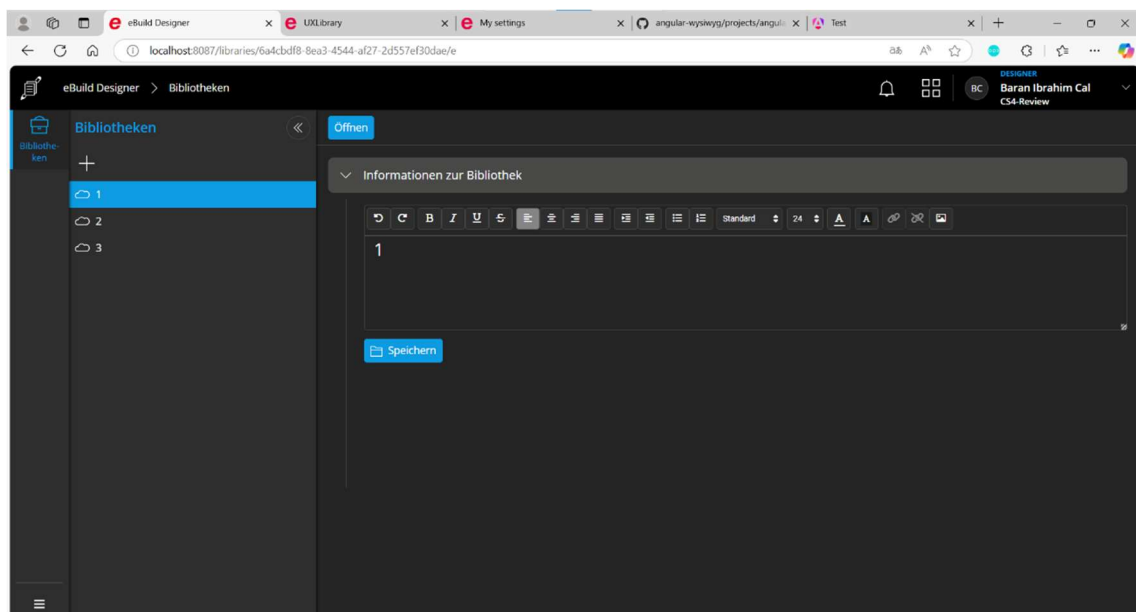 eBuild Designer
UXLibrary
My settings
angular-wysiwyg/projects/angula
Test
localhost:8087/libraries/6a4cbdf8-8ea3-4544-af27-2d557ef30dae/e
eBuild Designer > Bibliotheken
BC
DESIGNER
Baran Ibrahim Cal
CS4-Review
Bibliothe-
ken
Bibliotheken
1
2
3
Öffnen
Informationen zur Bibliothek
B I U S Standard 24 A A
1
Speichern